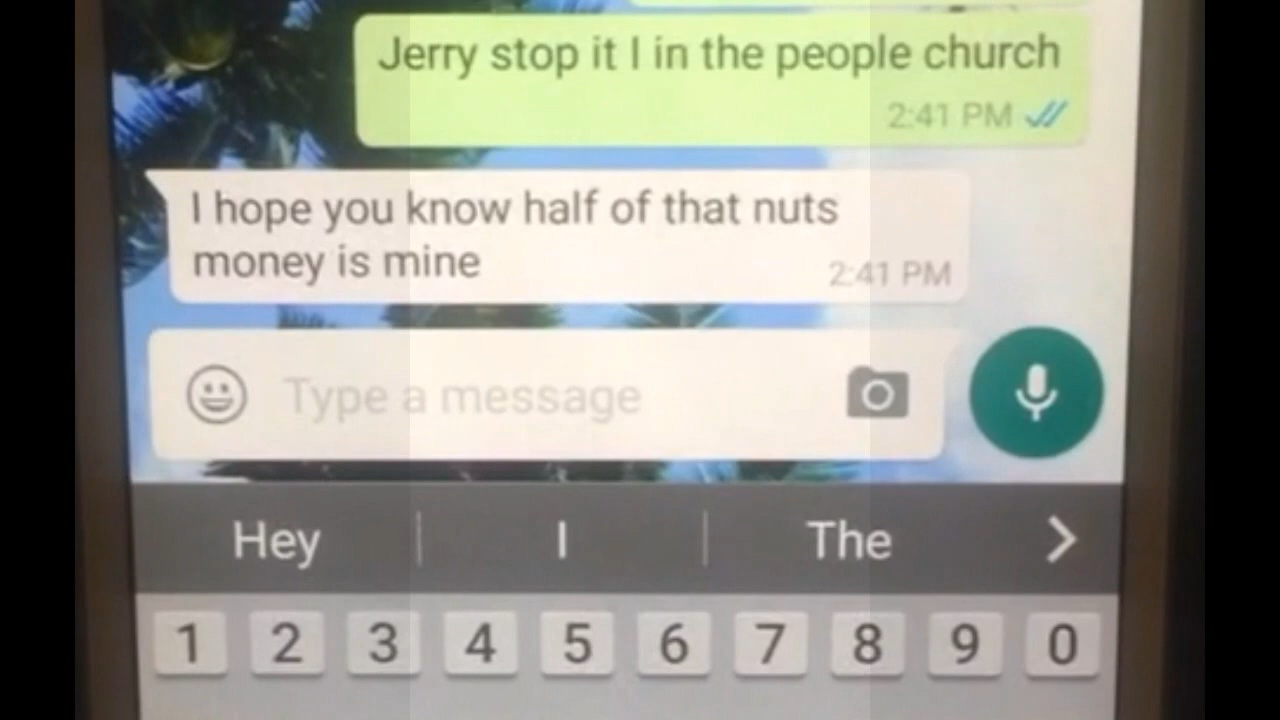 Jerry stop it I in the people church
2:41 PM
I hope you know half of that nuts
money is mine
2:41 PM
Type a message
Hey
I
The
1 2 3 4 5 6 7 8 9 0